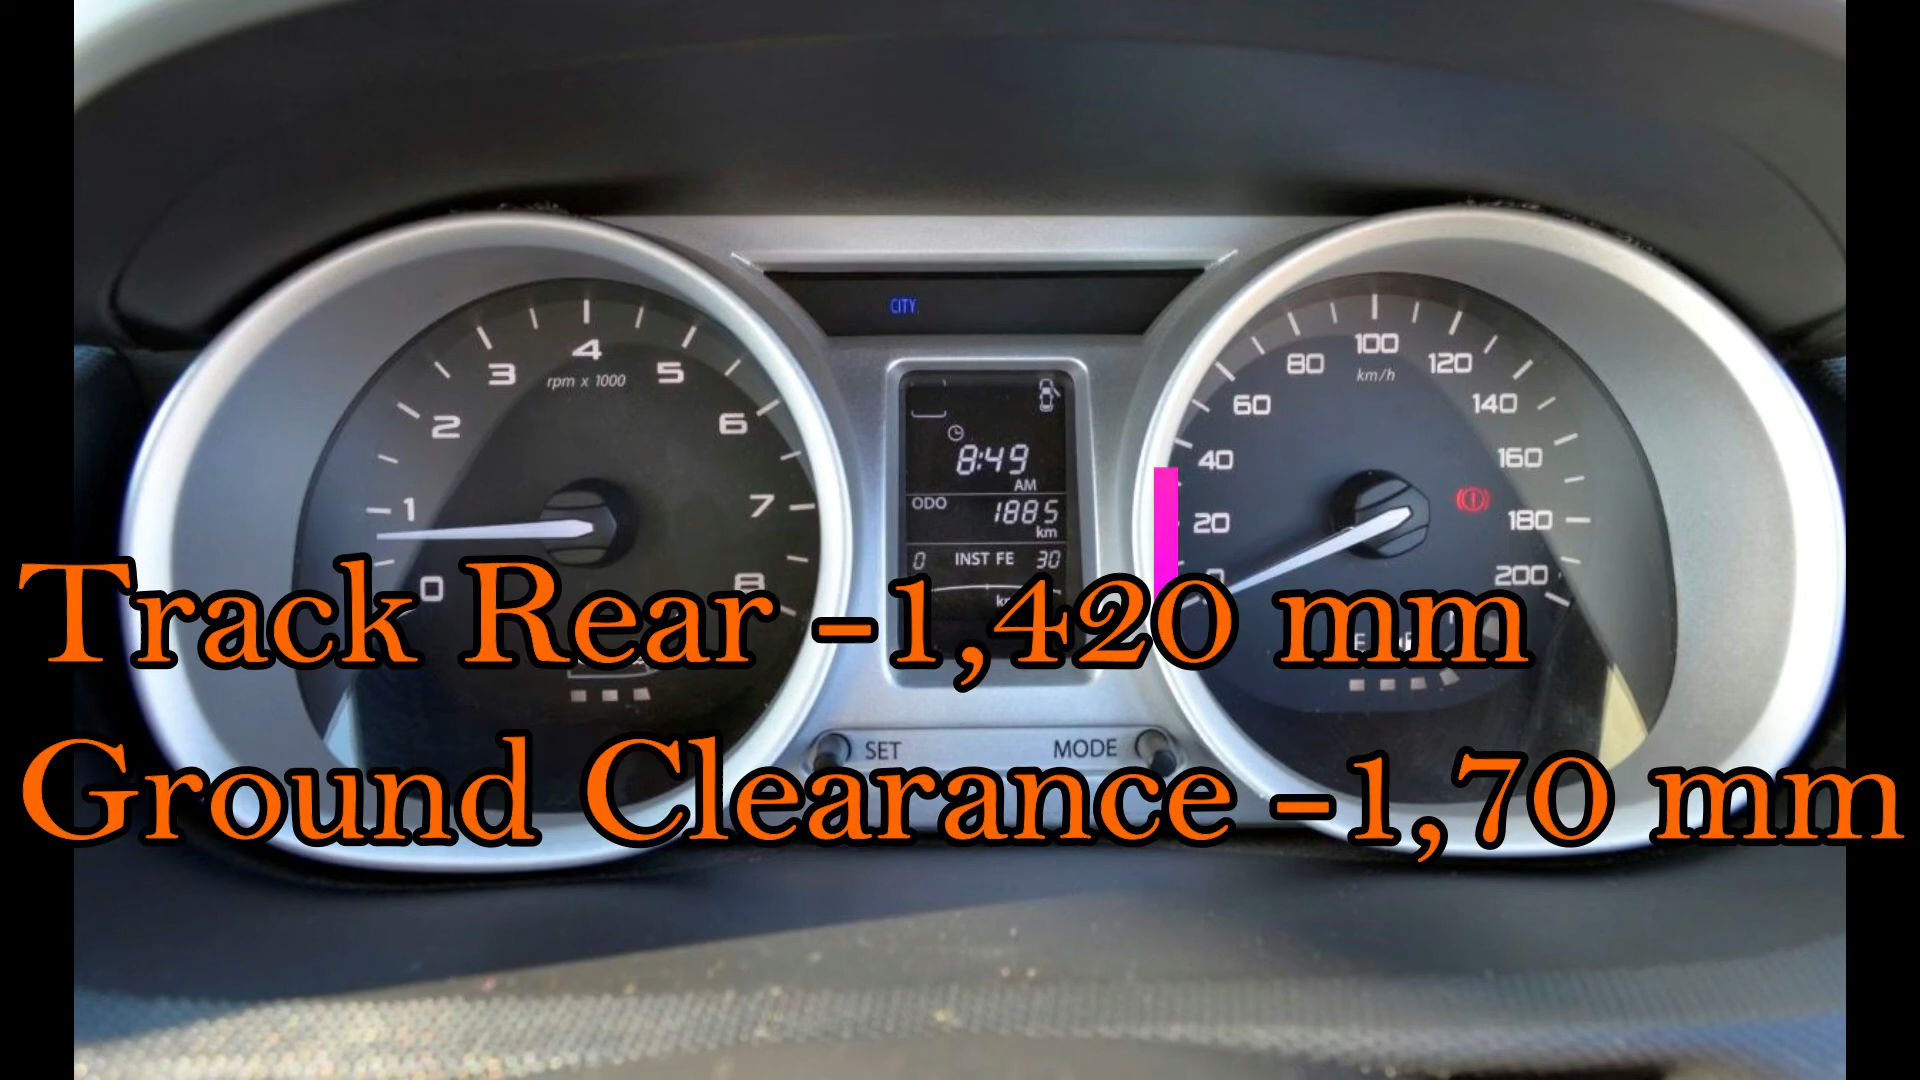 CITY
4
3
5
rpm x 1000
2
6
1
7
0
8
8:49
AM
ODO
1885
km
0 INST FE 30
100
80
120
km/h
60
140
40
160
20
180
200
Track Rear -1,420 mm
SET
MODE
Ground Clearance -1,70 mm